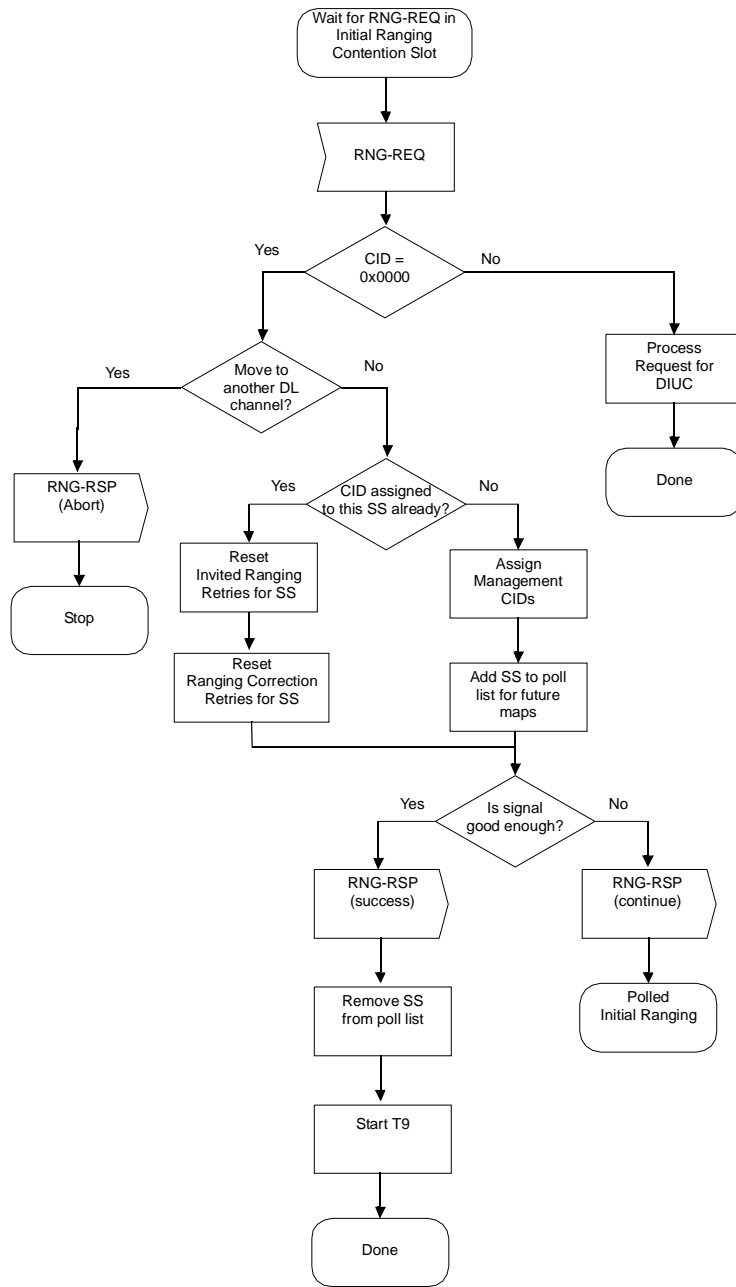 Wait for RNG-REQ in
Initial Ranging
Contention Slot
RNG-REQ
Yes
CID =
0x0000
No
Yes
Move to
another DL
channel?
No
Process
Request for
DIUC
RNG-RSP
(Abort)
Yes
CID assigned
to this SS already?
No
Done
Stop
Reset
Invited Ranging
Retries for SS
Assign
Management
CIDs
Reset
Ranging Correction
Retries for SS
Add SS to poll
list for future
maps
Yes
Is signal
good enough?
No
RNG-RSP
(success)
RNG-RSP
(continue)
Remove SS
from poll list
Polled
Initial Ranging
Start T9
Done